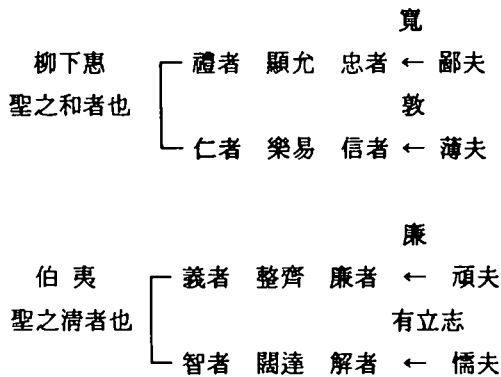 寬
柳下惠 禮者 顯允 忠者 ← 鄙夫
聖之和者也 敦
仁者 樂易 信者 ← 薄夫
廉
伯夷 義者 整齊 廉者 ← 頑夫
聖之淸者也 有立志
智者 闊達 解者 ← 懦夫